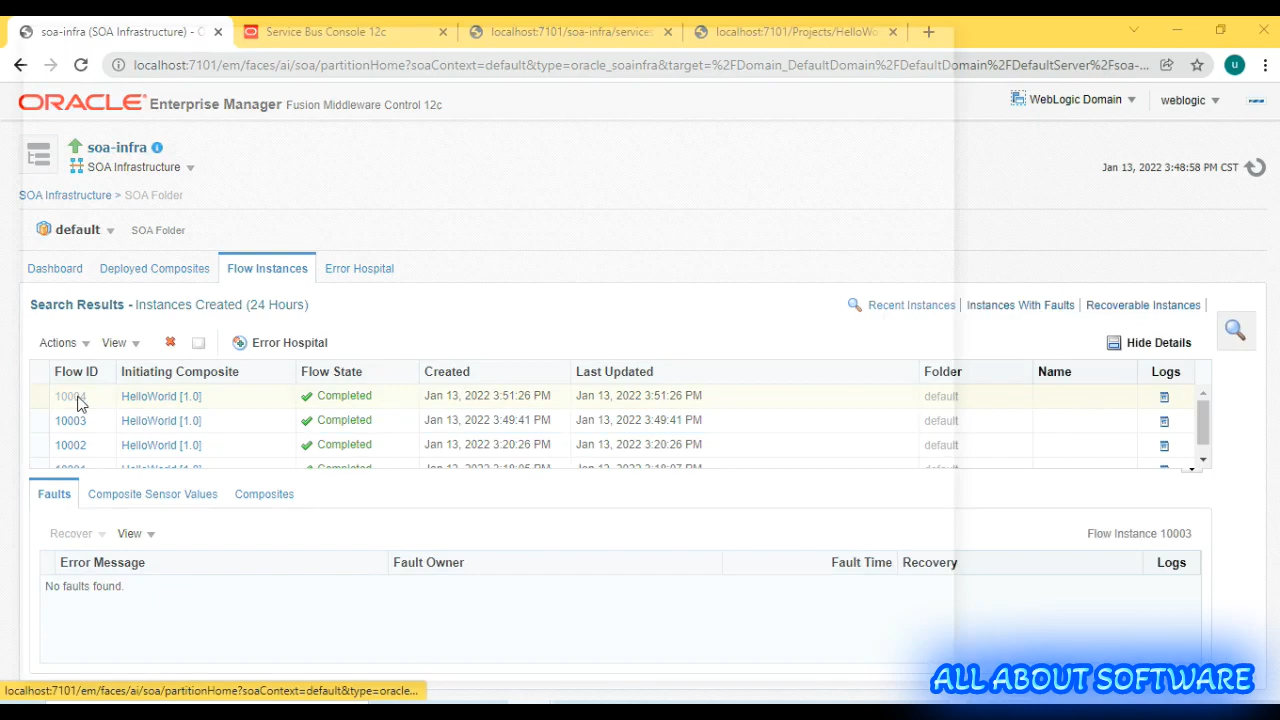 soa-infra (SOA Infrastructure) - O
Service Bus Console 12c
localhost:7101/soa-infra/services
localhost:7101/Projects/HelloWo
localhost:7101/em/faces/ai/soa/partitionHome?soaContext=default&type=oracle_soainfra&target=%2FDomain_DefaultDomain%2FDefaultDomain%2FDefaultServer%2Fsoa-...
u
ORACLE Enterprise Manager Fusion Middleware Control 12c
WebLogic Domain
weblogic
soa-infra
SOA Infrastructure
Jan 13, 2022 3:48:58 PM CST
SOA Infrastructure > SOA Folder
default SOA Folder
Dashboard Deployed Composites Flow Instances Error Hospital
Search Results - Instances Created (24 Hours)
Recent Instances Instances With Faults Recoverable Instances
Actions View Error Hospital Hide Details
Flow ID Initiating Composite Flow State Created Last Updated Folder Name Logs
10004 HelloWorld [1.0] Completed Jan 13, 2022 3:51:26 PM Jan 13, 2022 3:51:26 PM default
10003 HelloWorld [1.0] Completed Jan 13, 2022 3:49:41 PM Jan 13, 2022 3:49:41 PM default
10002 HelloWorld [1.0] Completed Jan 13, 2022 3:20:26 PM Jan 13, 2022 3:20:26 PM default
Faults Composite Sensor Values Composites
Recover View Flow Instance 10003
Error Message Fault Owner Fault Time Recovery Logs
No faults found.
ALL ABOUT SOFTWARE
localhost:7101/em/faces/ai/soa/partitionHome?soaContext=default&type=oracle...